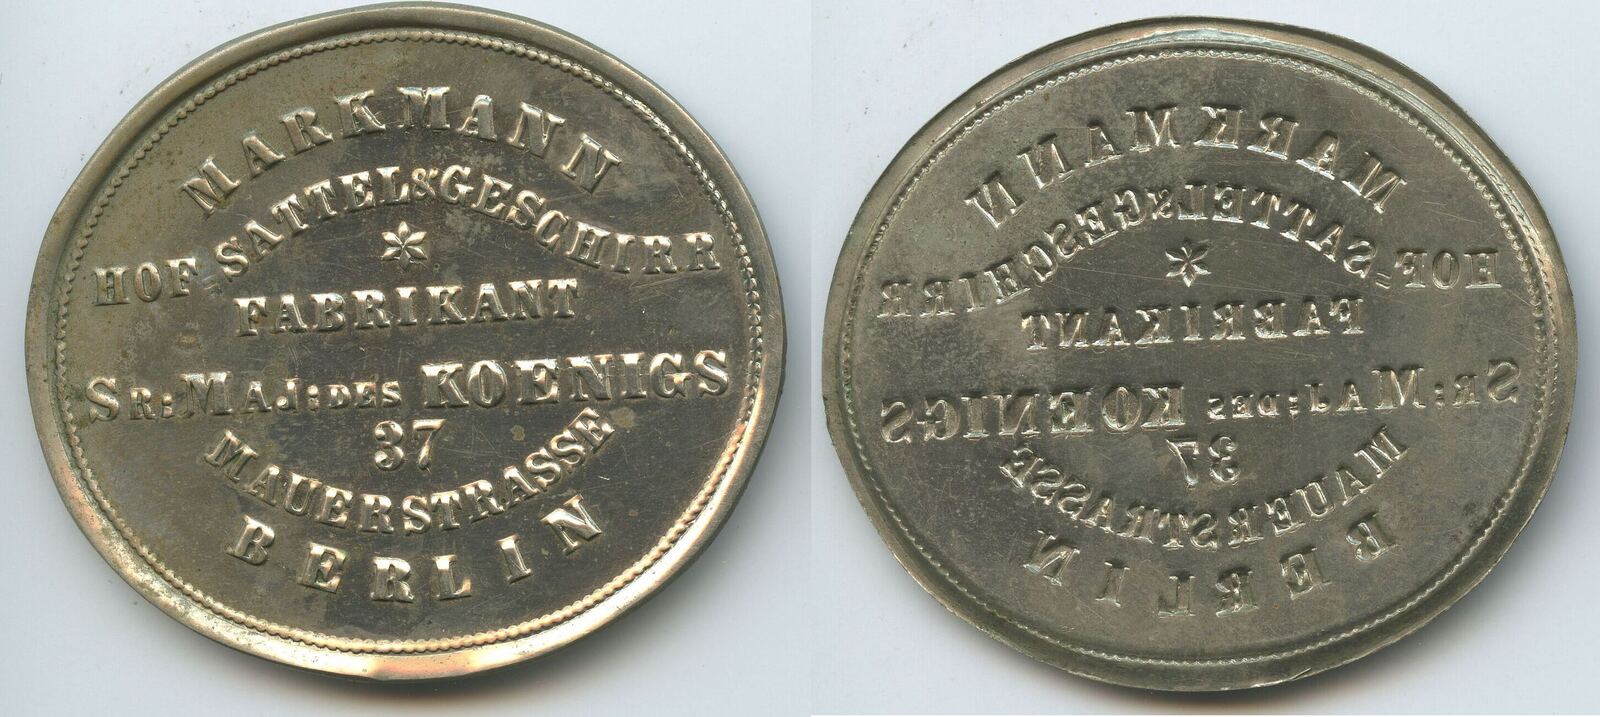 MARKMANN
HOF=SATTEL&GESCHIRR
FABRIKANT
SR: MAJ: DES KOENIGS
37
MAUERSTRASSE
BERLIN
MARKMANN
HOF=SATTEL&GESCHIRR
FABRIKANT
SR: MAJ: DES KOENIGS
37
MAUERSTRASSE
BERLIN